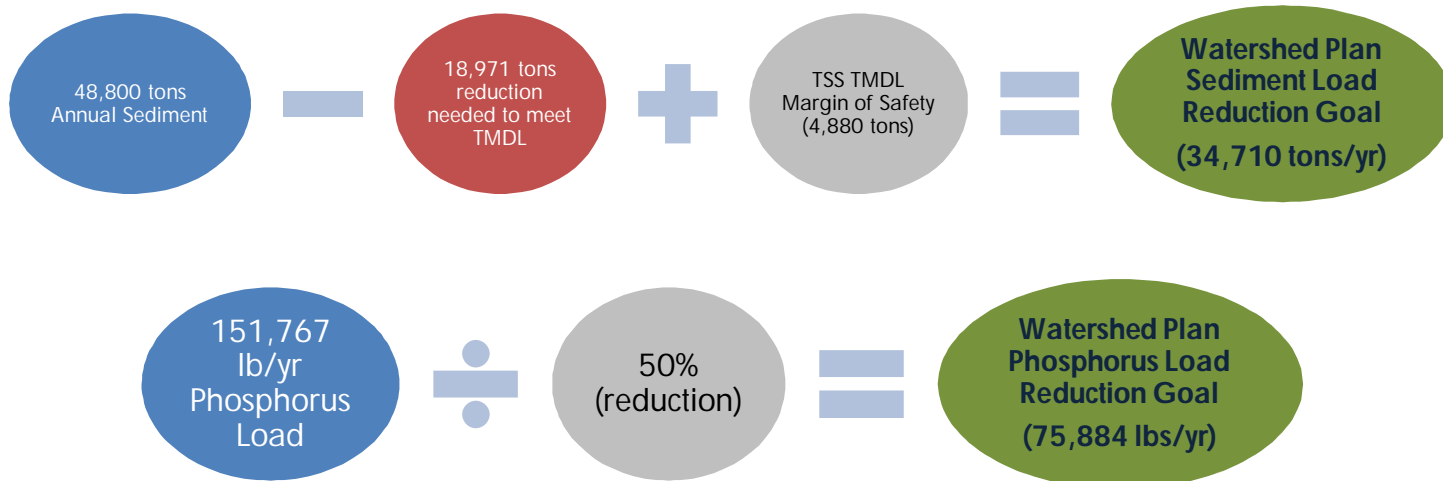 48,800 tons
Annual Sediment
18,971 tons
reduction
needed to meet
TMDL
TSS TMDL
Margin of Safety
(4,880 tons)
Watershed Plan
Sediment Load
Reduction Goal
(34,710 tons/yr)
151,767
lb/yr
Phosphorus
Load
50%
(reduction)
Watershed Plan
Phosphorus Load
Reduction Goal
(75,884 lbs/yr)